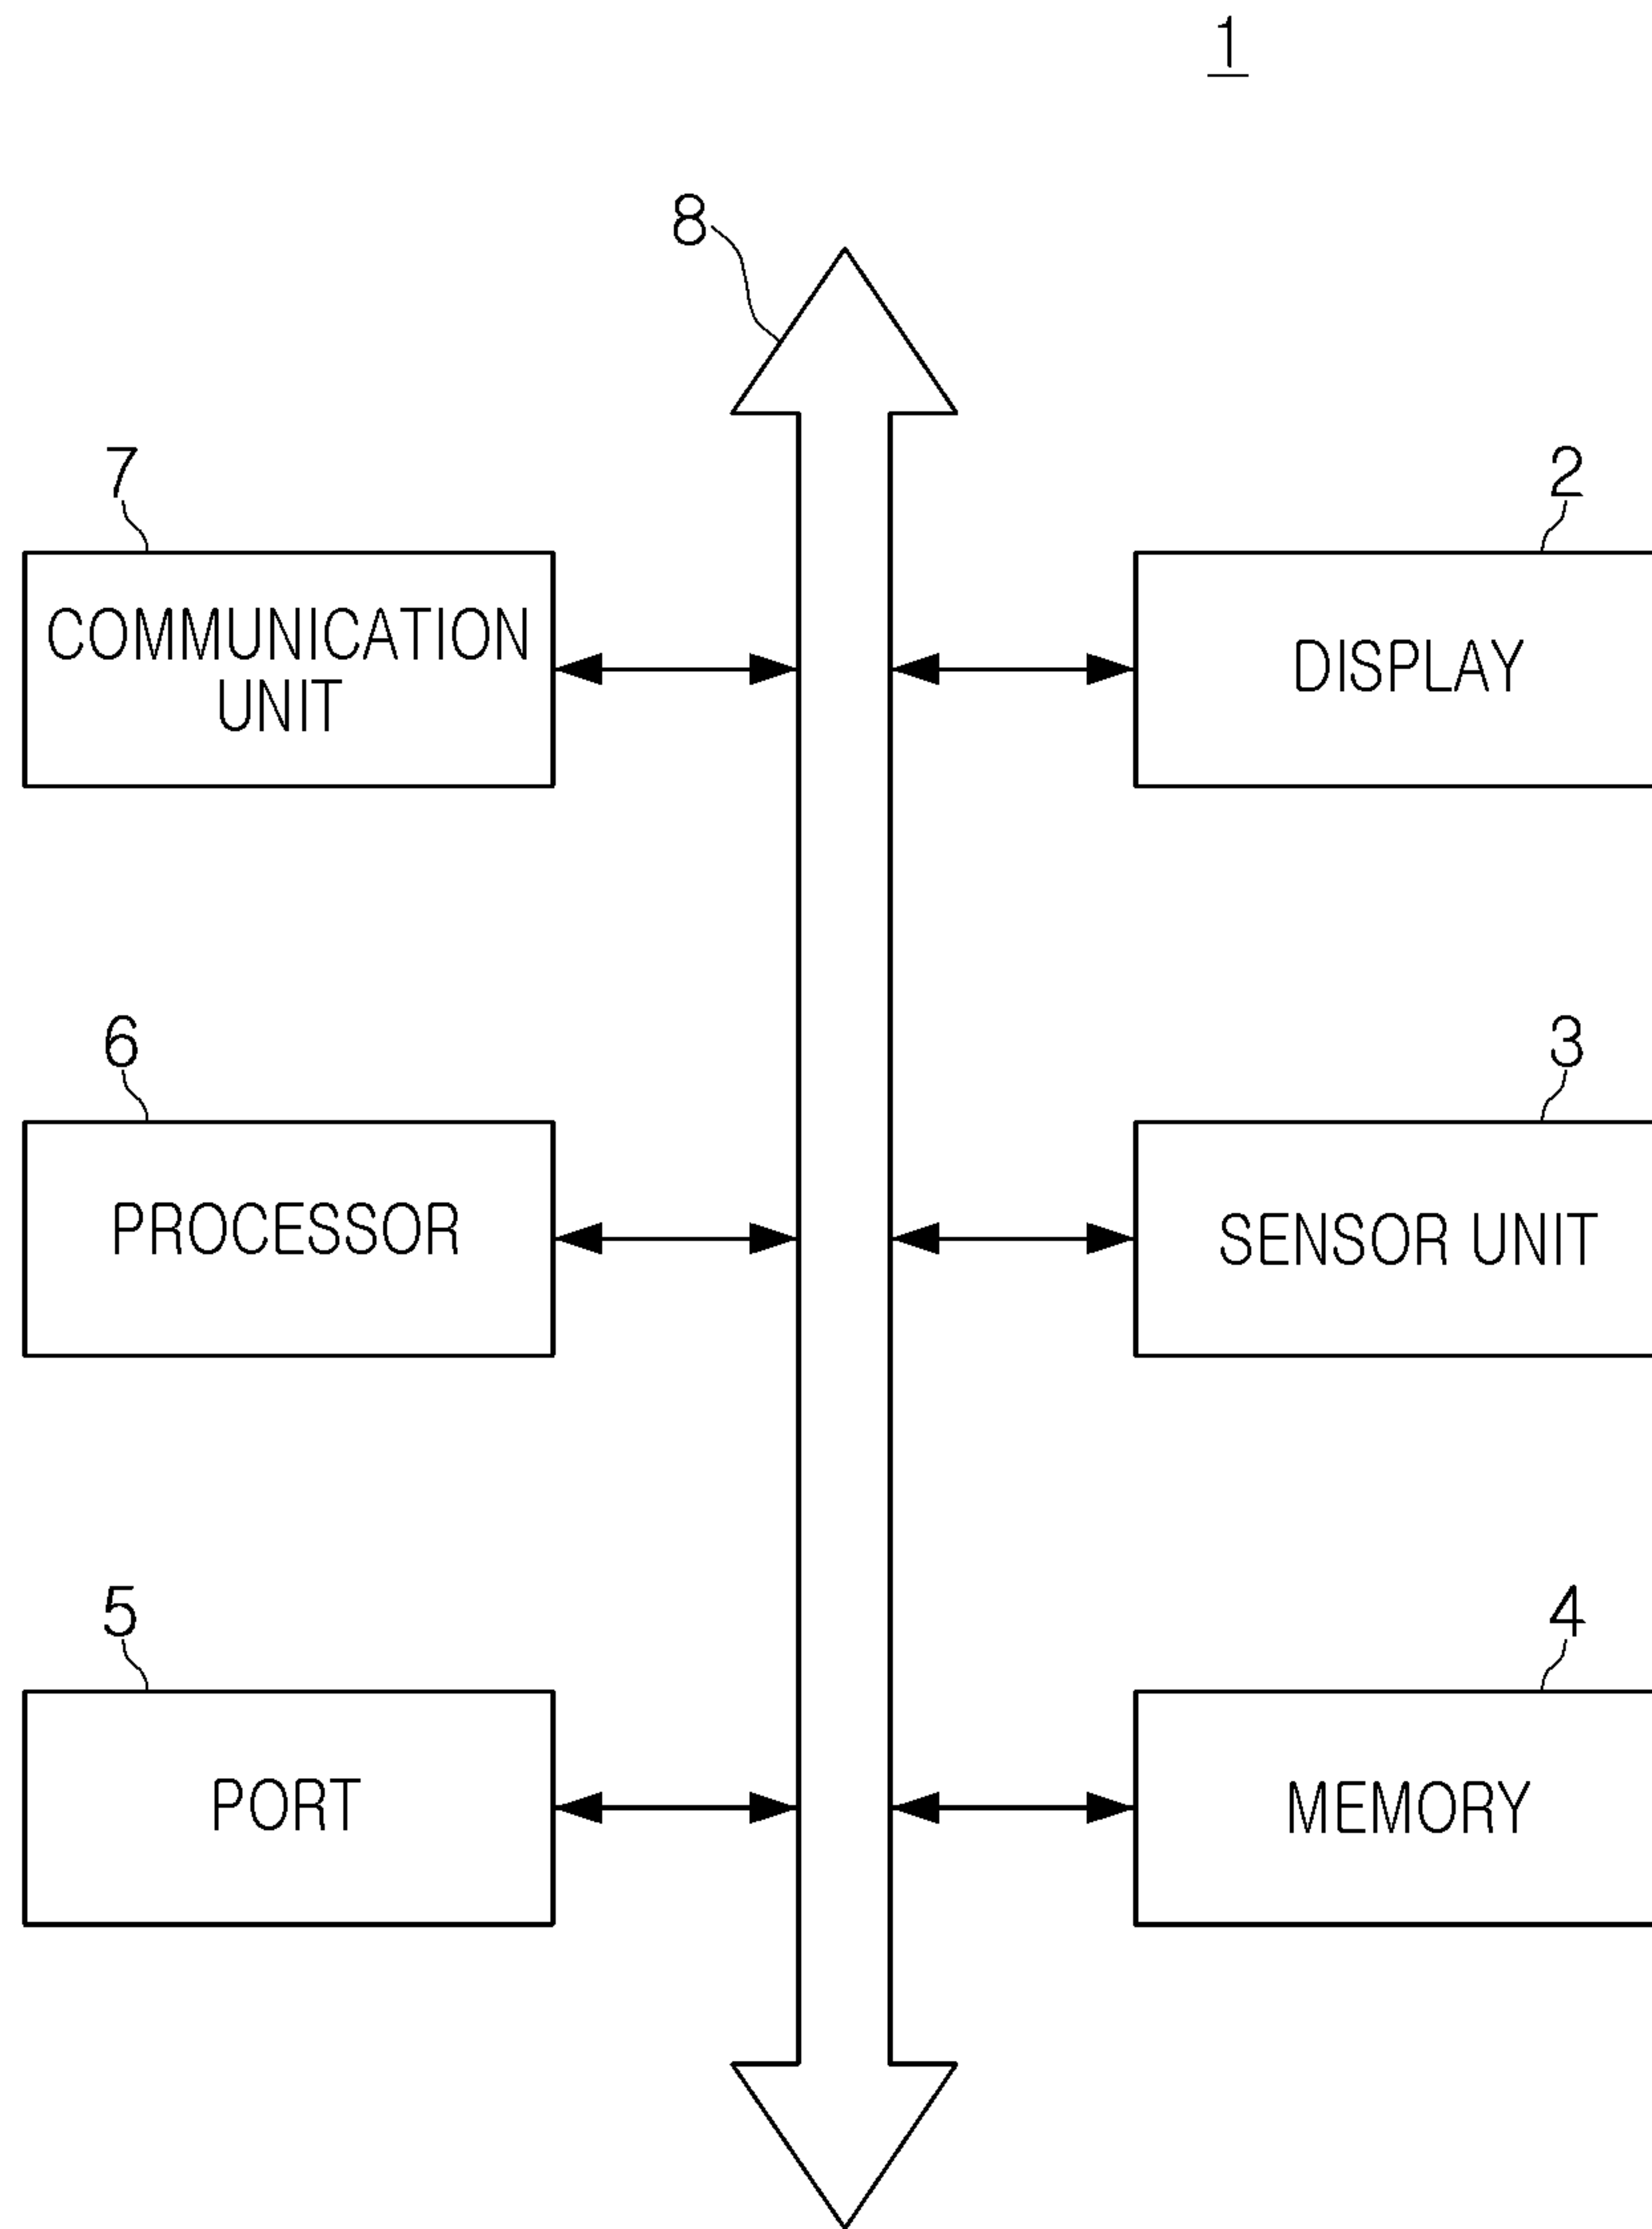 1
8
7
2
COMMUNICATION
UNIT
DISPLAY
6
3
PROCESSOR
SENSOR UNIT
5
4
PORT
MEMORY